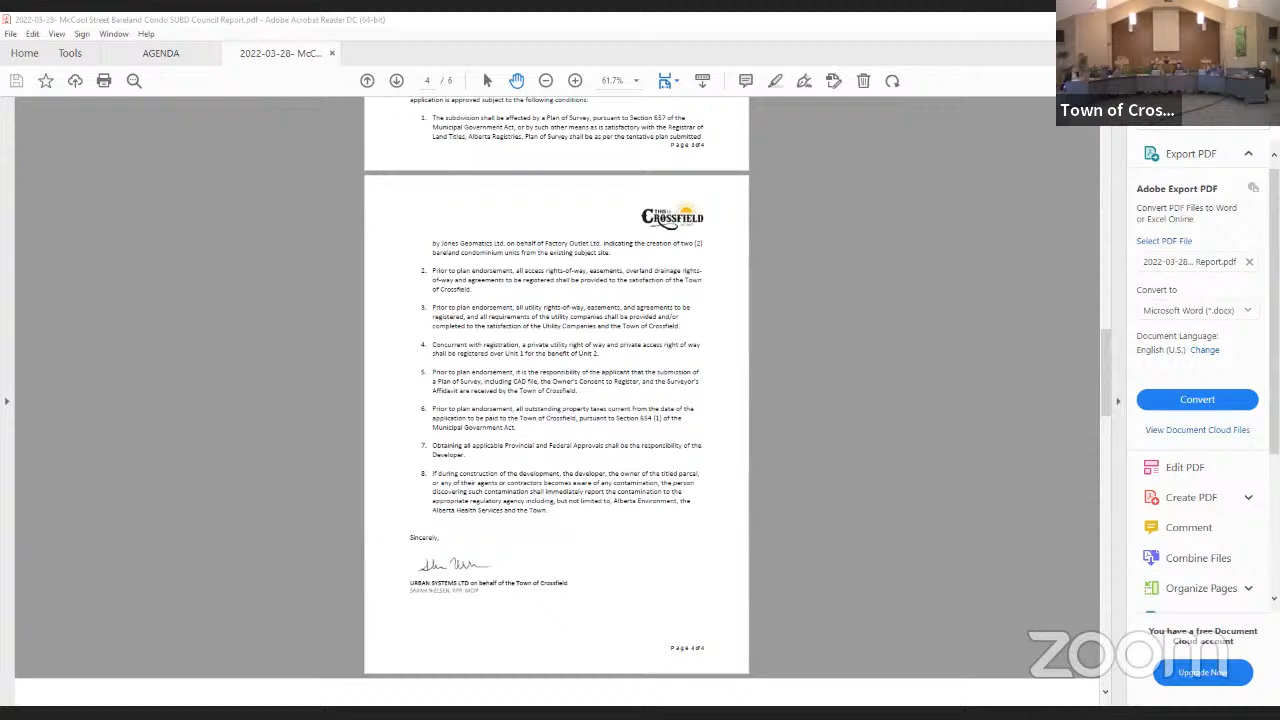 2022-03-28- McCool Street Bareland Condo SUBD Council Report.pdf - Adobe Acrobat Reader DC (64-bit)
File Edit View Sign Window Help
Home Tools AGENDA 2022-03-28- McC... ×
4 / 6 61.7%
Town of Cros...
application is approved subject to the following conditions:
1. The subdivision shall be affected by a Plan of Survey, pursuant to Section 657 of the
Municipal Government Act, or by such other means as is satisfactory with the Registrar of
Land Titles, Alberta Registries. Plan of Survey shall be as per the tentative plan submitted
Page 3 of 4
THIS IS
CROSSFIELD
by Jones Geomatics Ltd. on behalf of Factory Outlet Ltd. indicating the creation of two (2)
bareland condominium units from the existing subject site.
2. Prior to plan endorsement, all access rights-of-way, easements, overland drainage rights-
of-way and agreements to be registered shall be provided to the satisfaction of the Town
of Crossfield.
3. Prior to plan endorsement, all utility rights-of-way, easements, and agreements to be
registered, and all requirements of the utility companies shall be provided and/or
completed to the satisfaction of the Utility Companies and the Town of Crossfield.
4. Concurrent with registration, a private utility right of way and private access right of way
shall be registered over Unit 1 for the benefit of Unit 2.
5. Prior to plan endorsement, it is the responsibility of the applicant that the submission of
a Plan of Survey, including CAD file, the Owner's Consent to Register, and the Surveyor's
Affidavit are received by the Town of Crossfield.
6. Prior to plan endorsement, all outstanding property taxes current from the date of the
application to be paid to the Town of Crossfield, pursuant to Section 654 (1) of the
Municipal Government Act.
7. Obtaining all applicable Provincial and Federal Approvals shall be the responsibility of the
Developer.
8. If during construction of the development, the developer, the owner of the titled parcel,
or any of their agents or contractors becomes aware of any contamination, the person
discovering such contamination shall immediately report the contamination to the
appropriate regulatory agency including, but not limited to, Alberta Environment, the
Alberta Health Services and the Town.
Sincerely,
URBAN SYSTEMS LTD on behalf of the Town of Crossfield
SARAH NIELSEN, RPP, MCIP
Page 4 of 4
Export PDF
Adobe Export PDF
Convert PDF Files to Word
or Excel Online
Select PDF File
2022-03-28... Report.pdf ×
Convert to
Microsoft Word (*.docx)
Document Language:
English (U.S.) Change
Convert
View Document Cloud Files
Edit PDF
Create PDF
Comment
Combine Files
Organize Pages
You have a free Document
Cloud account
Upgrade Now
zoom